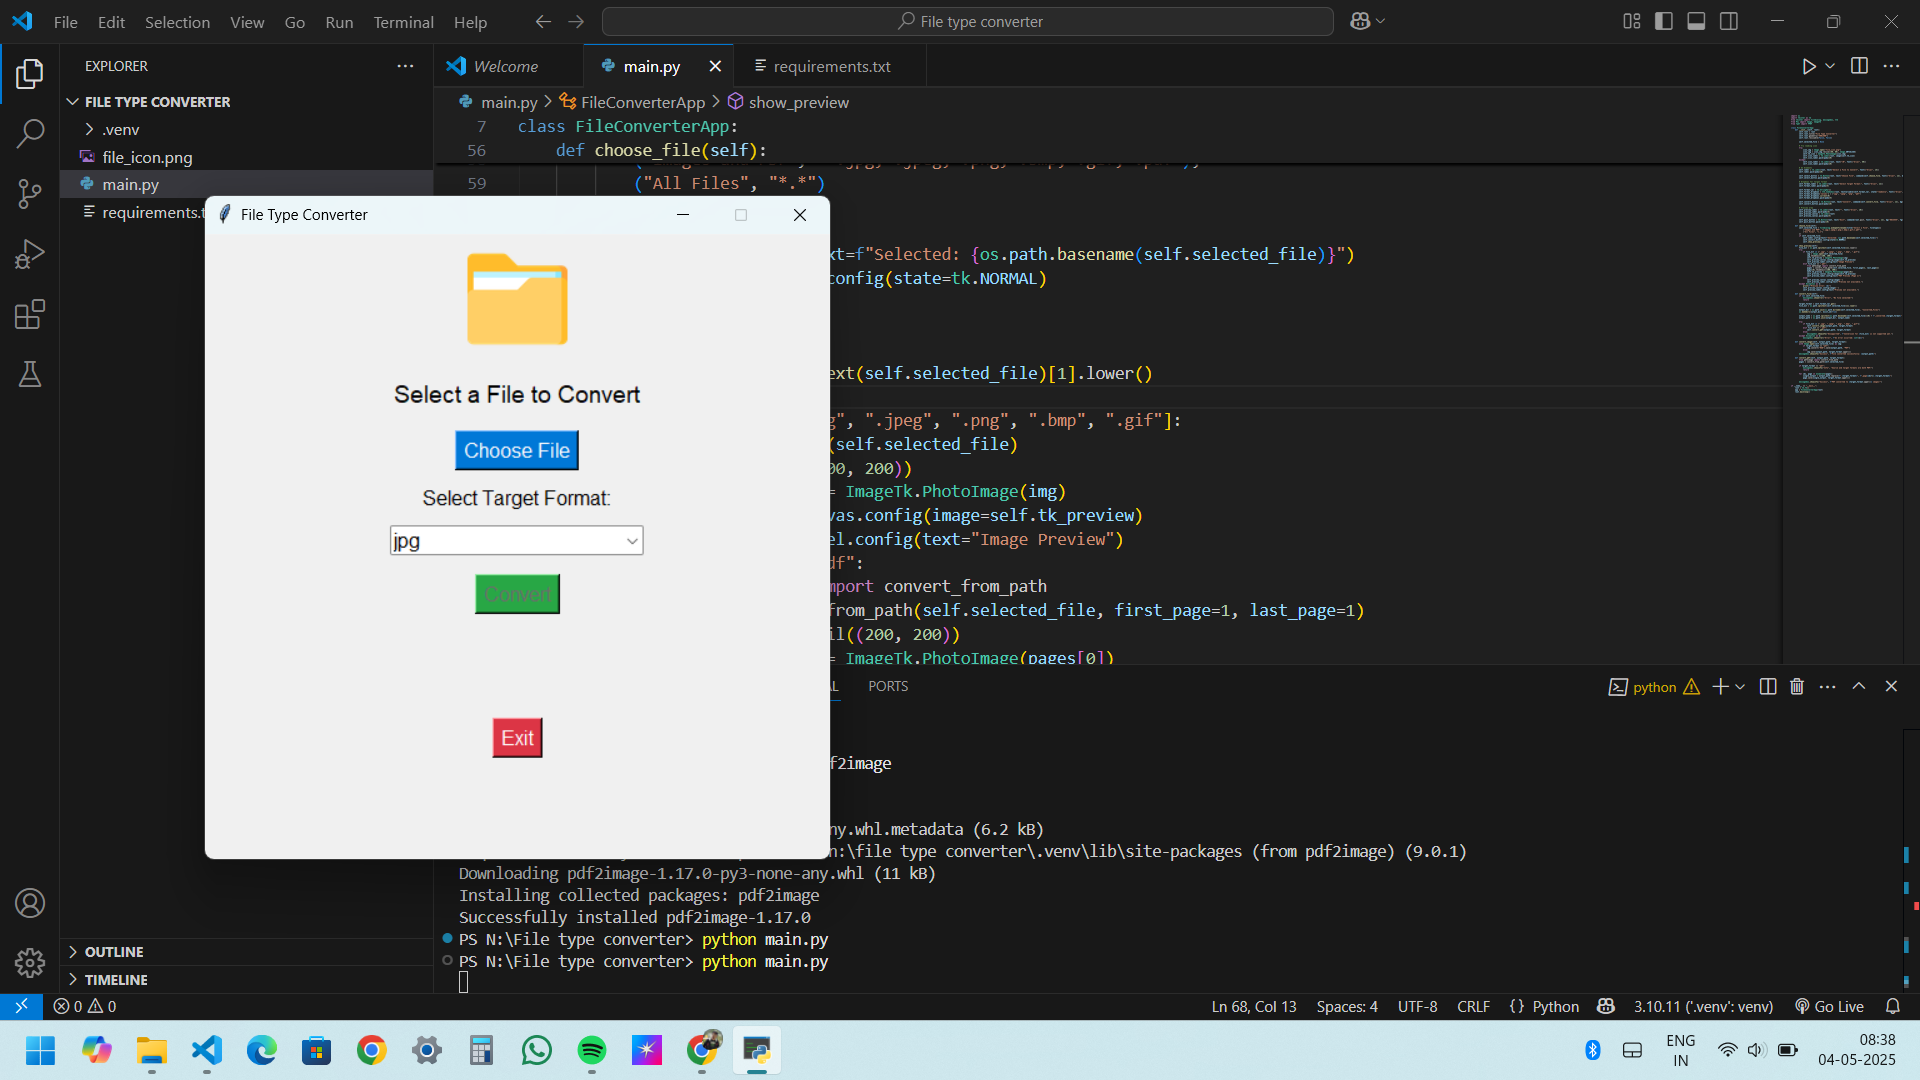 File Edit Selection View Go Run Terminal Help
File type converter
EXPLORER
FILE TYPE CONVERTER
.venv
file_icon.png
main.py
requirements.t
Welcome
main.py
requirements.txt
main.py > FileConverterApp > show_preview
7 class FileConverterApp:
56 def choose_file(self):
59 ("All Files", "*.*")
xt=f"Selected: {os.path.basename(self.selected_file)}")
config(state=tk.NORMAL)
ext(self.selected_file)[1].lower()
g", ".jpeg", ".png", ".bmp", ".gif"]:
(self.selected_file)
00, 200))
= ImageTk.PhotoImage(img)
vas.config(image=self.tk_preview)
el.config(text="Image Preview")
df":
mport convert_from_path
from_path(self.selected_file, first_page=1, last_page=1)
il((200, 200))
= ImageTk.PhotoImage(pages[0])
File Type Converter
Select a File to Convert
Choose File
Select Target Format:
jpg
Convert
Exit
L PORTS
python
f2image
ny.whl.metadata (6.2 kB)
n:\file type converter\.venv\lib\site-packages (from pdf2image) (9.0.1)
Downloading pdf2image-1.17.0-py3-none-any.whl (11 kB)
Installing collected packages: pdf2image
Successfully installed pdf2image-1.17.0
PS N:\File type converter> python main.py
PS N:\File type converter> python main.py
OUTLINE
TIMELINE
0 0
Ln 68, Col 13 Spaces: 4 UTF-8 CRLF {} Python 3.10.11 ('.venv': venv) Go Live
ENG
IN
08:38
04-05-2025